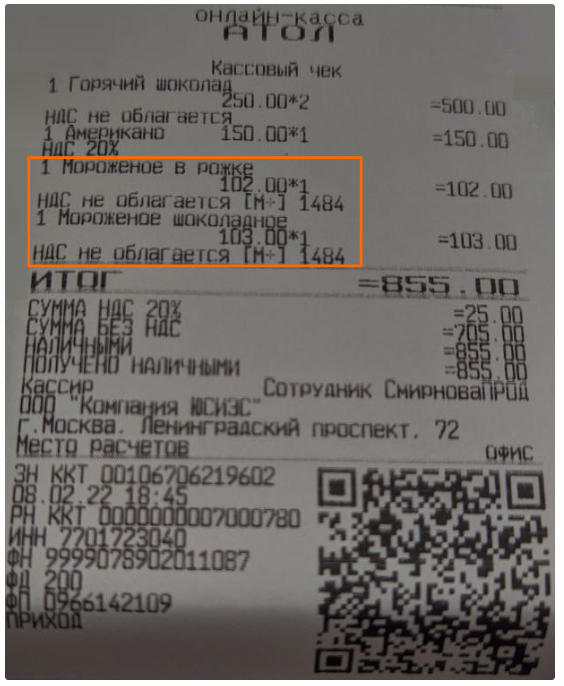 онлайн-касса
АТОЛ
Кассовый чек
1 Горячий шоколад
250.00*2 =500.00
НДС не облагается
1 Американо 150.00*1 =150.00
НДС 20%
1 Мороженое в рожке
102.00*1 =102.00
НДС не облагается [М+] 1484
1 Мороженое шоколадное
103.00*1 =103.00
НДС не облагается [М+] 1484
ИТОГ =855.00
СУММА НДС 20% =25.00
СУММА БЕЗ НДС =705.00
НАЛИЧНЫМИ =855.00
ПОЛУЧЕНО НАЛИЧНЫМИ =855.00
Кассир Сотрудник СмирноваПРОД
ООО "Компания ЮСИЭС"
г.Москва. Ленинградский проспект. 72
Место расчетов ОФИС
ЗН ККТ 00106706219602
08.02.22 18:45
РН ККТ 0000000007000780
ИНН 7701723040
ФН 9999078902011087
ФД 200
ФП 0966142109
ПРИХОД